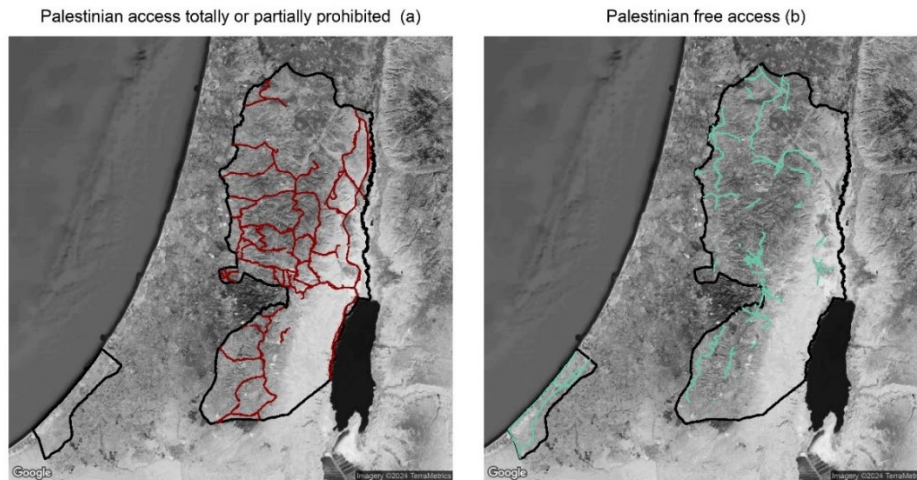 Palestinian access totally or partially prohibited (a)
Palestinian free access (b)
Google
Imagery ©2024 TerraMetrics
Google
Imagery ©2024 TerraMetrics